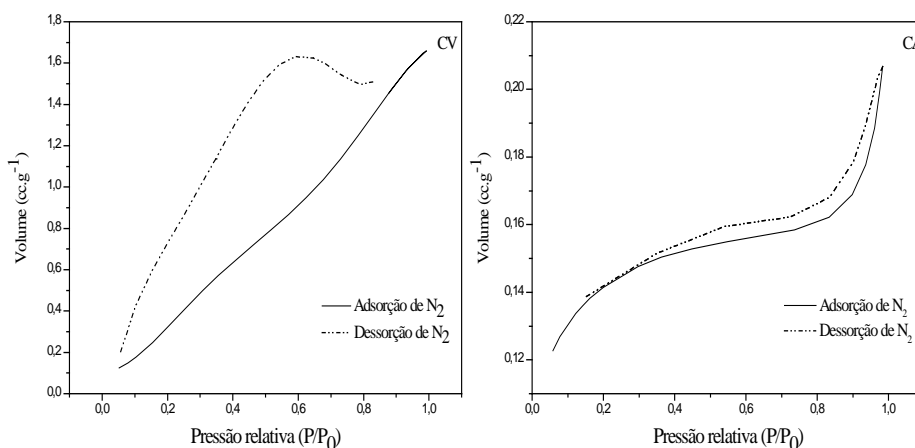 CV
1,8
1,6
1,4
1,2
1,0
0,8
0,6
0,4
0,2
0,0
Volume (cc.g⁻¹)
Adsorção de N₂
Dessorção de N₂
0,0 0,2 0,4 0,6 0,8 1,0
Pressão relativa (P/P₀)
0,22
0,20
0,18
0,16
0,14
0,12
Volume (cc.g⁻¹)
Adsorção de N₂
Dessorção de N₂
0,0 0,2 0,4 0,6 0,8 1,0
Pressão relativa (P/P₀)